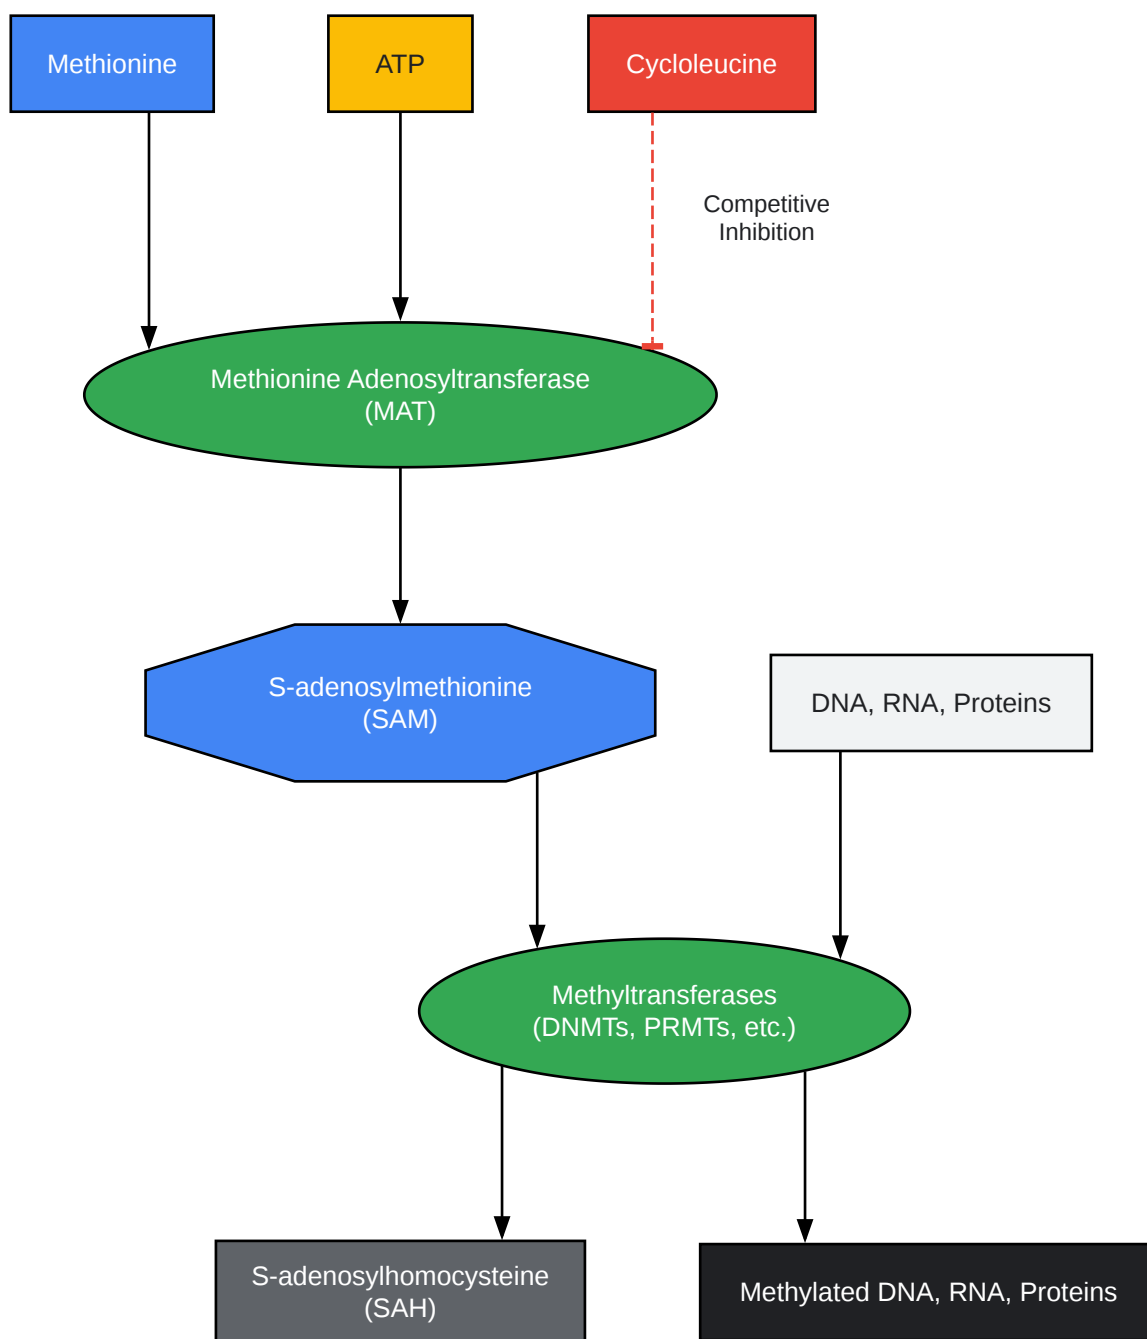 Methionine
ATP
Cycloleucine
Competitive
Inhibition
Methionine Adenosyltransferase
(MAT)
S-adenosylmethionine
(SAM)
DNA, RNA, Proteins
Methyltransferases
(DNMTs, PRMTs, etc.)
S-adenosylhomocysteine
(SAH)
Methylated DNA, RNA, Proteins